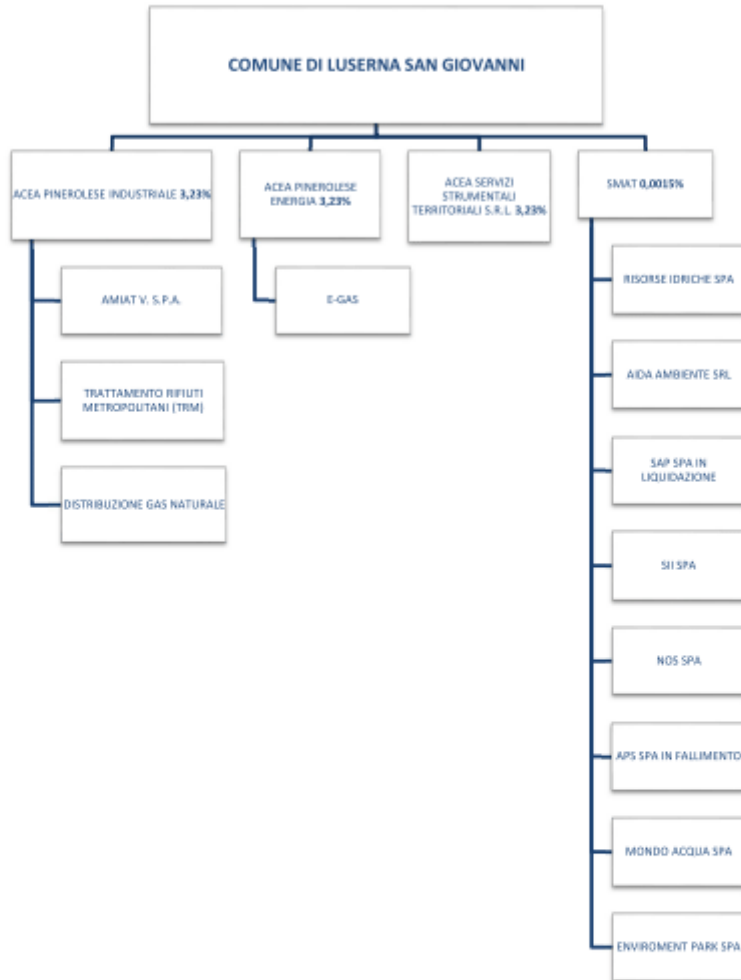 COMUNE DI LUSERNA SAN GIOVANNI
ACEA PINEROLESE INDUSTRIALE 3,23%
ACEA PINEROLESE
ENERGIA 3,23%
ACEA SERVIZI
STRUMENTALI
TERRITORIALI S.R.L. 3,23%
SMAT 0,0015%
AMIAT V. S.P.A.
TRATTAMENTO RIFIUTI
METROPOLITANI (TRM)
DISTRIBUZIONE GAS NATURALE
E-GAS
RISORSE IDRICHE SPA
AIDA AMBIENTE SRL
SAP SPA IN
LIQUIDAZIONE
SII SPA
NOS SPA
APS SPA IN FALLIMENTO
MONDO ACQUA SPA
ENVIROMENT PARK SPA